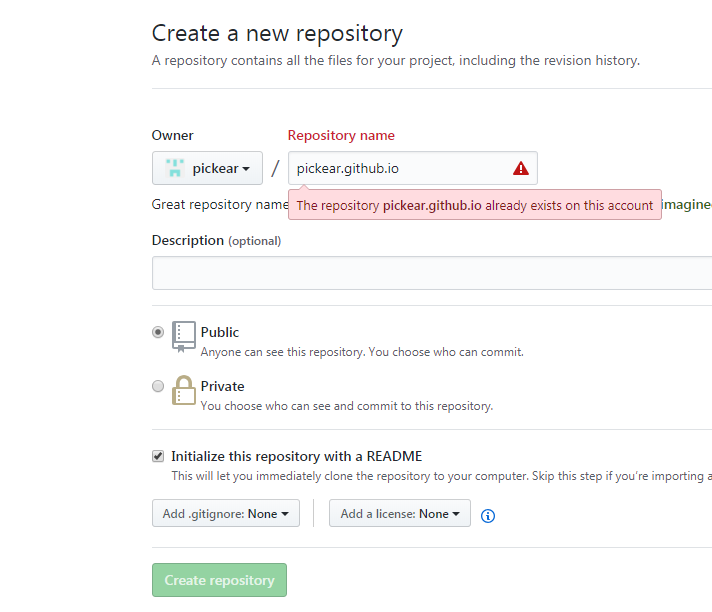 Create a new repository
A repository contains all the files for your project, including the revision history.
Owner
Repository name
pickear
/
pickear.github.io
Great repository name
The repository pickear.github.io already exists on this account
Description (optional)
Public
Anyone can see this repository. You choose who can commit.
Private
You choose who can see and commit to this repository.
Initialize this repository with a README
This will let you immediately clone the repository to your computer. Skip this step if you’re importing
Add .gitignore: None
Add a license: None
Create repository